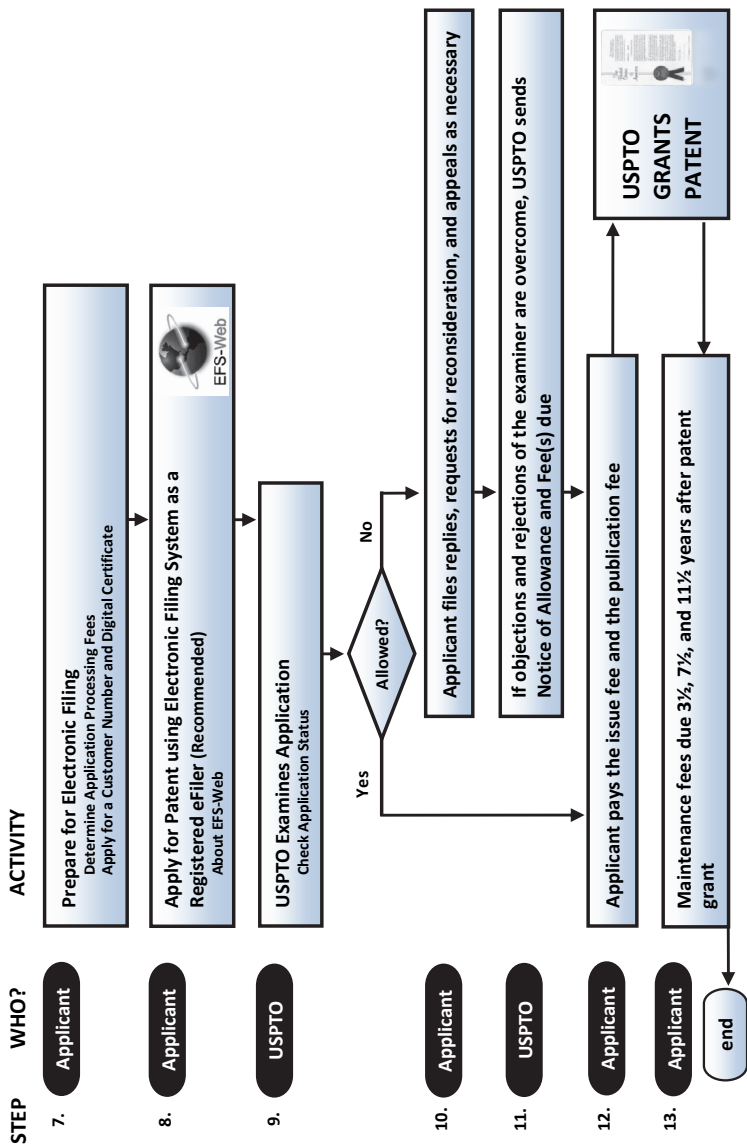 STEP WHO? ACTIVITY
7. Applicant
Prepare for Electronic Filing
Determine Application Processing Fees
Apply for a Customer Number and Digital Certificate
8. Applicant
Apply for Patent using Electronic Filing System as a
Registered eFiler (Recommended)
About EFS-Web
EFS-Web
9. USPTO
USPTO Examines Application
Check Application Status
Allowed?
Yes
No
10. Applicant
Applicant files replies, requests for reconsideration, and appeals as necessary
11. USPTO
If objections and rejections of the examiner are overcome, USPTO sends
Notice of Allowance and Fee(s) due
12. Applicant
Applicant pays the issue fee and the publication fee
USPTO
GRANTS
PATENT
13. Applicant
Maintenance fees due 3½, 7½, and 11½ years after patent
grant
end